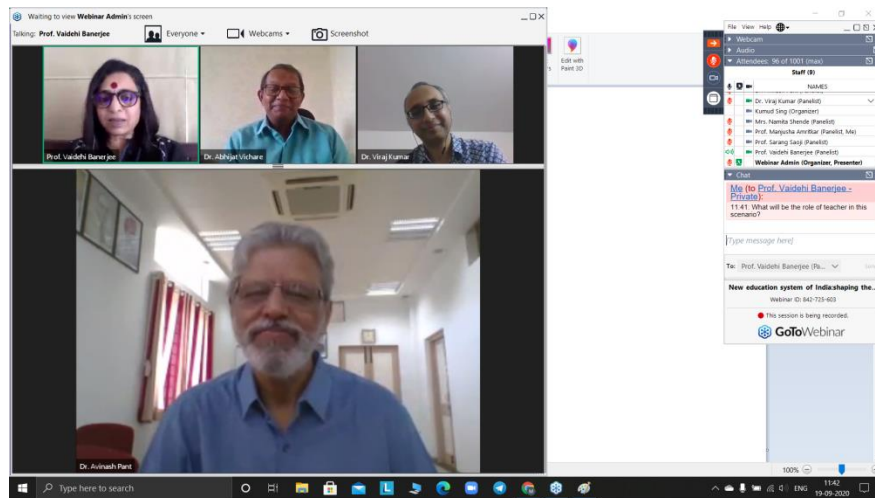 Waiting to view Webinar Admin's screen
Talking: Prof. Vaidehi Banerjee
Everyone
Webcams
Screenshot
Prof. Vaidehi Banerjee
Dr. Abhijat Vichare
Dr. Viraj Kumar
Dr. Avinash Pant
Edit with
Paint 3D
File View Help
Webcam
Audio
Attendees: 96 of 1001 (max)
Staff (8)
NAMES
Dr. Viraj Kumar (Panelist)
Kumud Sing (Organizer)
Mrs. Namita Shende (Panelist)
Prof. Manjusha Amritkar (Panelist, Me)
Prof. Sarang Saoji (Panelist)
Prof. Vaidehi Banerjee (Panelist)
Webinar Admin (Organizer, Presenter)
Chat
Me (to Prof. Vaidehi Banerjee -
Private):
11:41 What will be the role of teacher in this
scenario?
[Type message here]
To: Prof. Vaidehi Banerjee (Pa...
New education system of India:shaping the...
Webinar ID: 642-725-603
This session is being recorded.
GoToWebinar
100%
Type here to search
ENG
11:42
19-09-2020